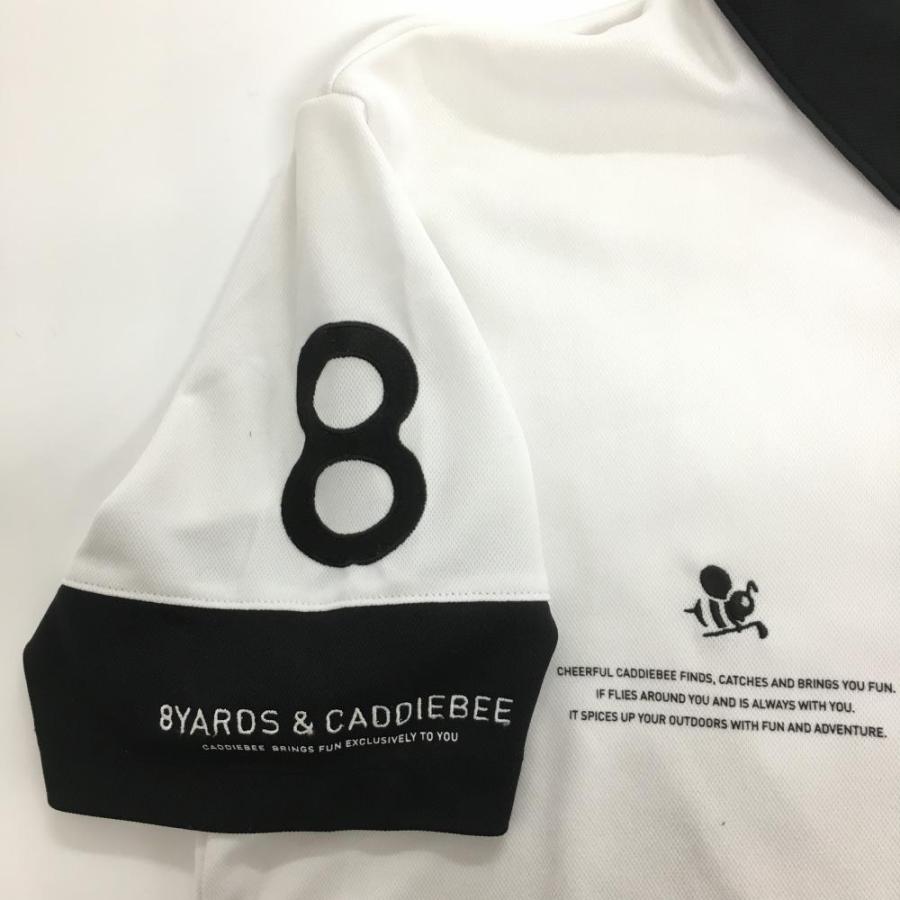 8
8YARDS & CADDIEBEE
CADDIEBEE BRINGS FUN EXCLUSIVELY TO YOU
CHEERFUL CADDIEBEE FINDS, CATCHES AND BRINGS YOU FUN.
IF FLIES AROUND YOU AND IS ALWAYS WITH YOU.
IT SPICES UP YOUR OUTDOORS WITH FUN AND ADVENTURE.